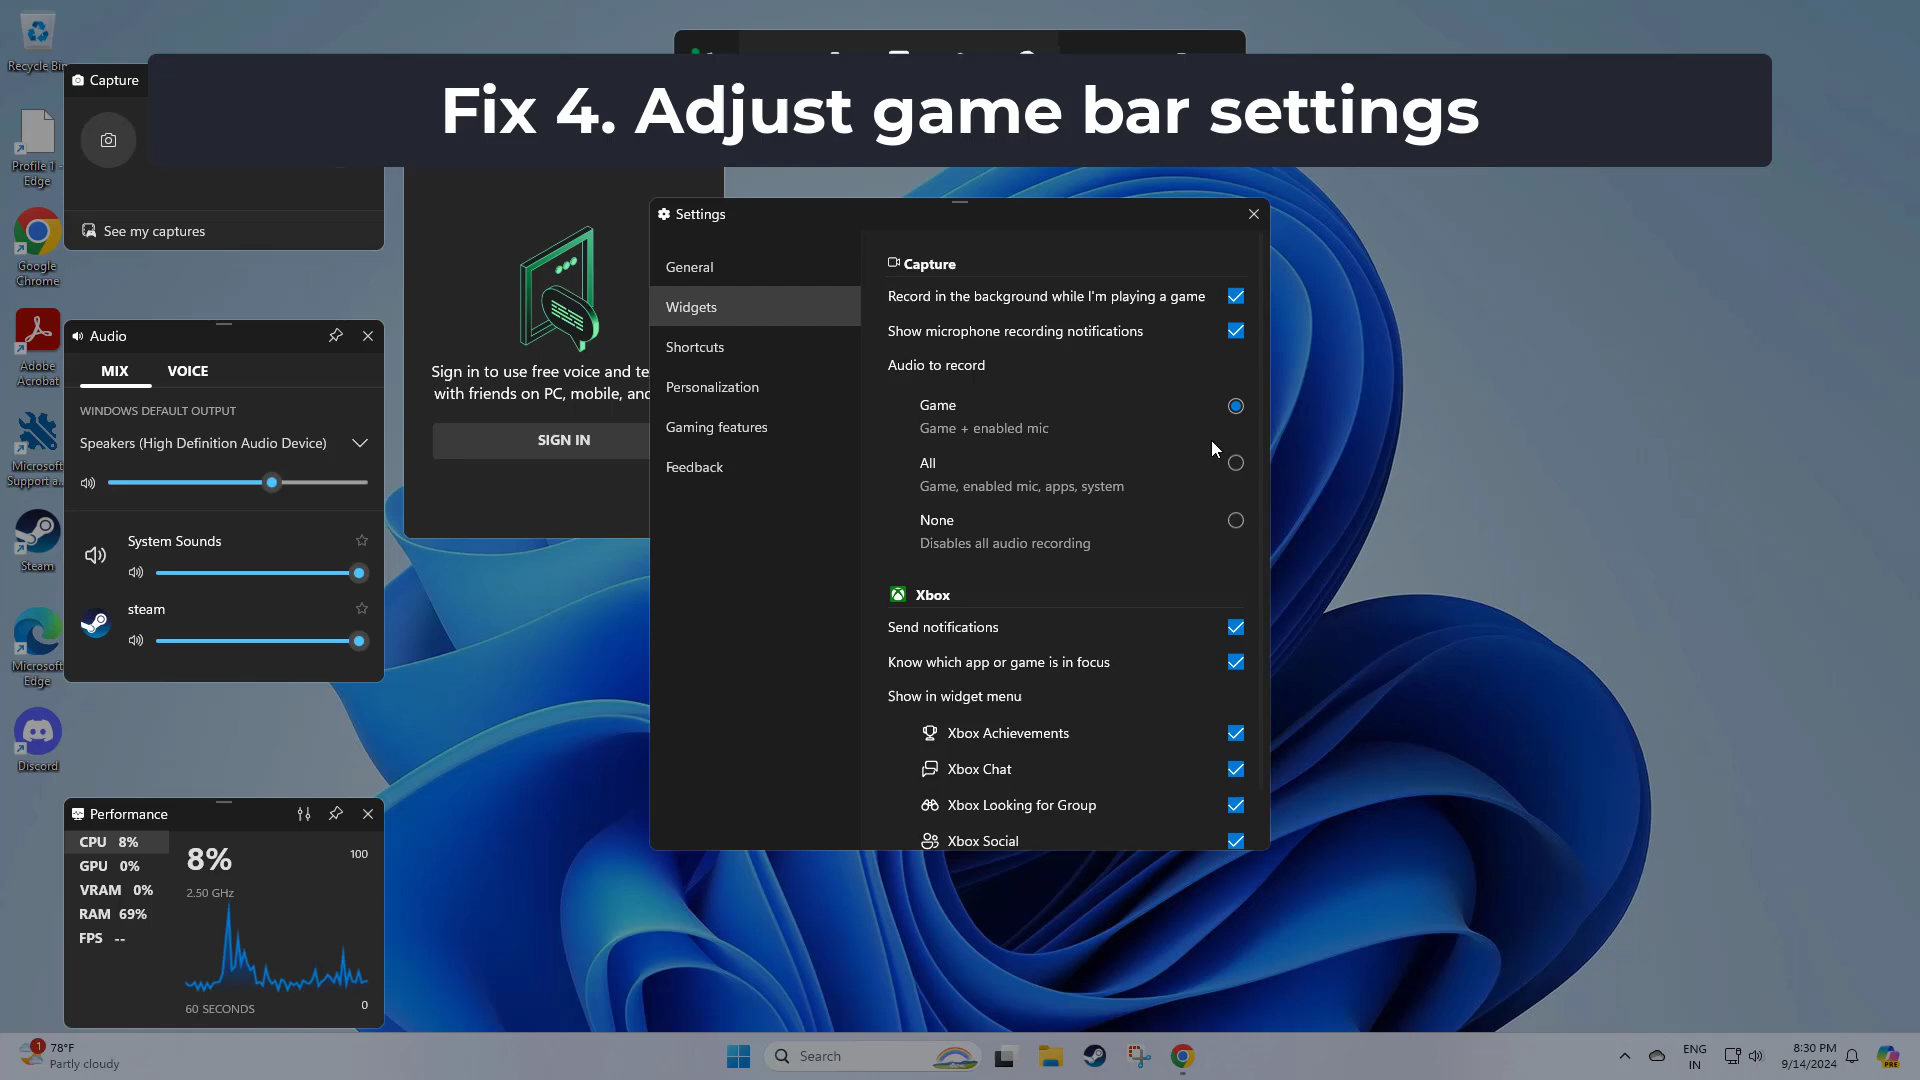 Fix 4. Adjust game bar settings
Recycle Bin
Profile 1 -
Edge
Google
Chrome
Adobe
Acrobat
Microsoft
Support a...
Steam
Microsoft
Edge
Discord
Capture
See my captures
Audio
MIX
VOICE
WINDOWS DEFAULT OUTPUT
Speakers (High Definition Audio Device)
System Sounds
steam
Performance
CPU 8%
GPU 0%
VRAM 0%
RAM 69%
FPS --
8%
100
2.50 GHz
60 SECONDS
0
Sign in to use free voice and te
with friends on PC, mobile, and
SIGN IN
Settings
General
Widgets
Shortcuts
Personalization
Gaming features
Feedback
Capture
Record in the background while I'm playing a game
Show microphone recording notifications
Audio to record
Game
Game + enabled mic
All
Game, enabled mic, apps, system
None
Disables all audio recording
Xbox
Send notifications
Know which app or game is in focus
Show in widget menu
Xbox Achievements
Xbox Chat
Xbox Looking for Group
Xbox Social
1
78°F
Partly cloudy
Search
ENG
IN
8:30 PM
9/14/2024
PRE